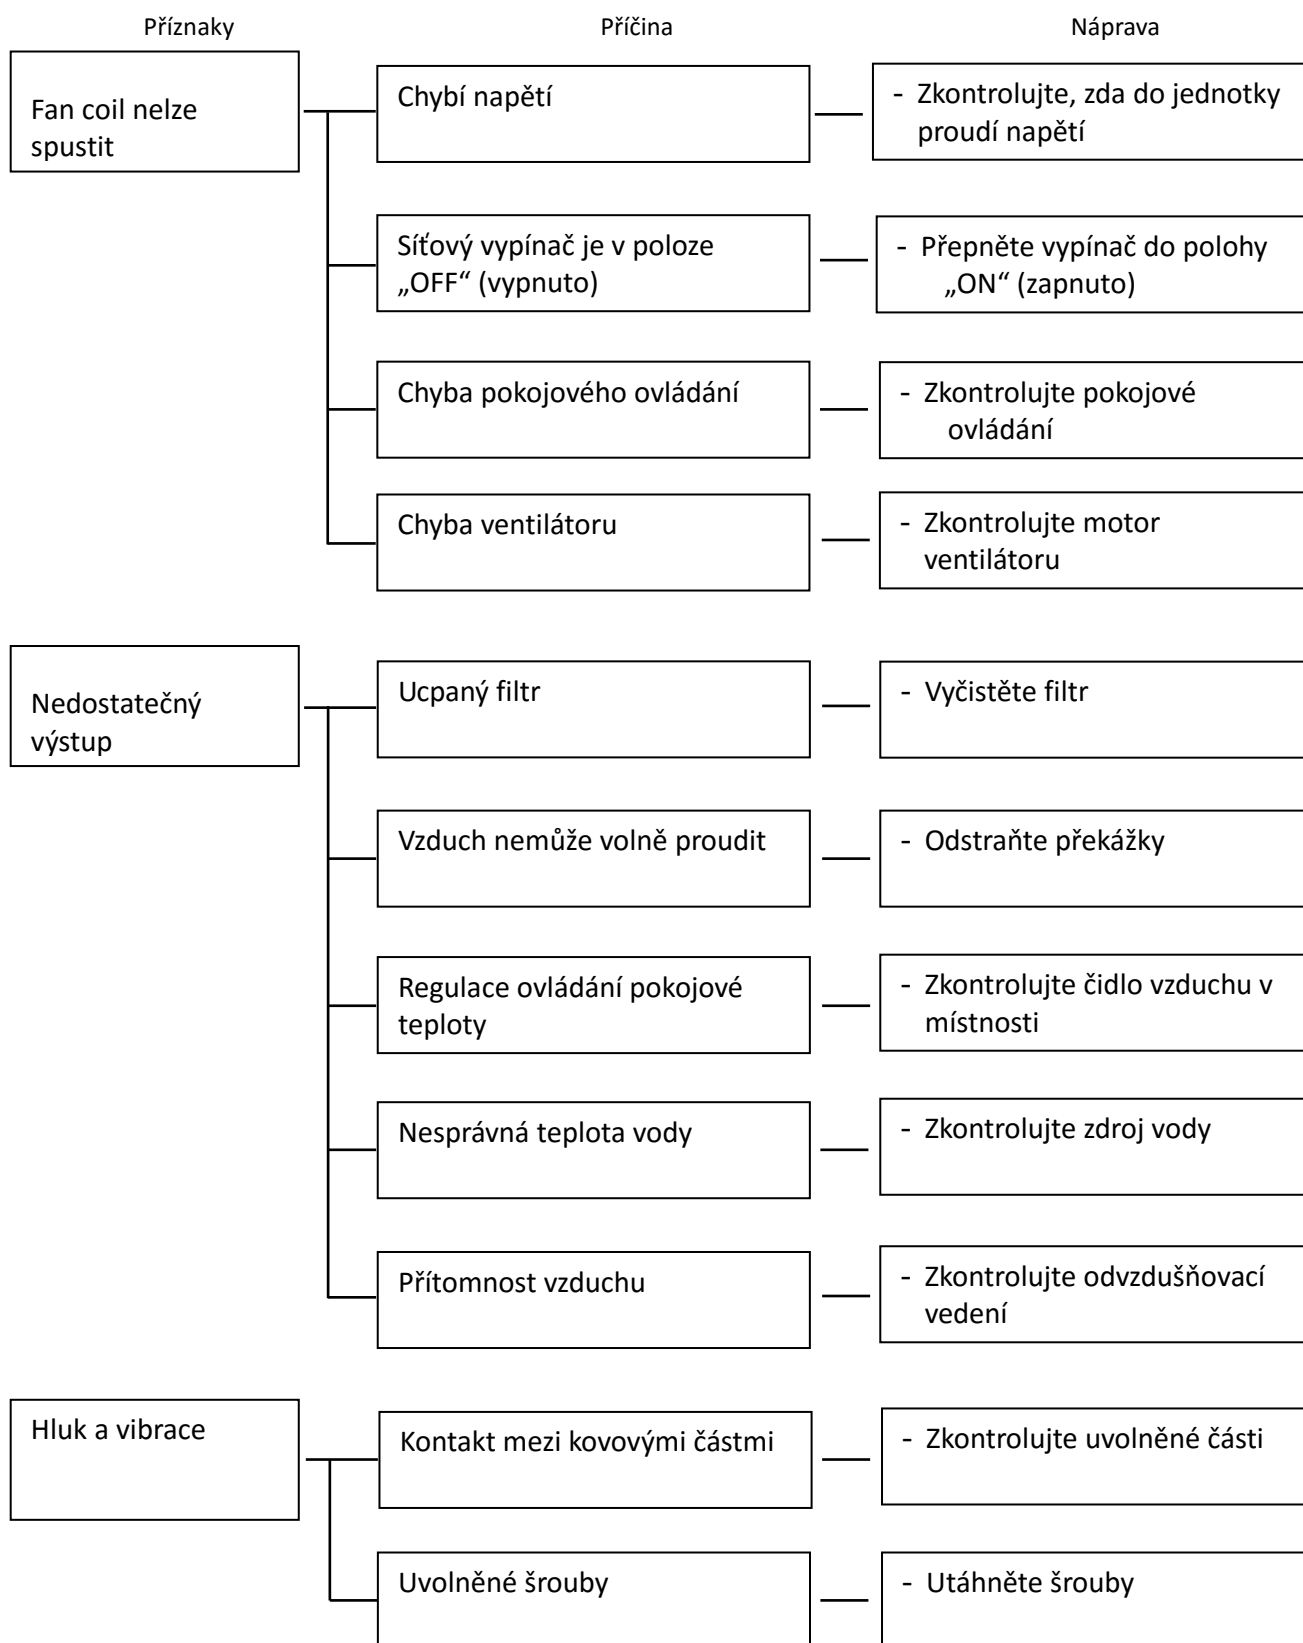 Příznaky
Příčina
Náprava
Fan coil nelze
spustit
Chybí napětí
- Zkontrolujte, zda do jednotky
proudí napětí
Síťový vypínač je v poloze
„OFF“ (vypnuto)
- Přepněte vypínač do polohy
„ON“ (zapnuto)
Chyba pokojového ovládání
- Zkontrolujte pokojové
ovládání
Chyba ventilátoru
- Zkontrolujte motor
ventilátoru
Nedostatečný
výstup
Ucpaný filtr
- Vyčistěte filtr
Vzduch nemůže volně proudit
- Odstraňte překážky
Regulace ovládání pokojové
teploty
- Zkontrolujte čidlo vzduchu v
místnosti
Nesprávná teplota vody
- Zkontrolujte zdroj vody
Přítomnost vzduchu
- Zkontrolujte odvzdušňovací
vedení
Hluk a vibrace
Kontakt mezi kovovými částmi
- Zkontrolujte uvolněné části
Uvolněné šrouby
- Utáhněte šrouby